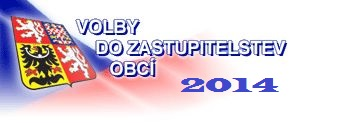 VOLBY
DO ZASTUPITELSTEV
OBCÍ
2014